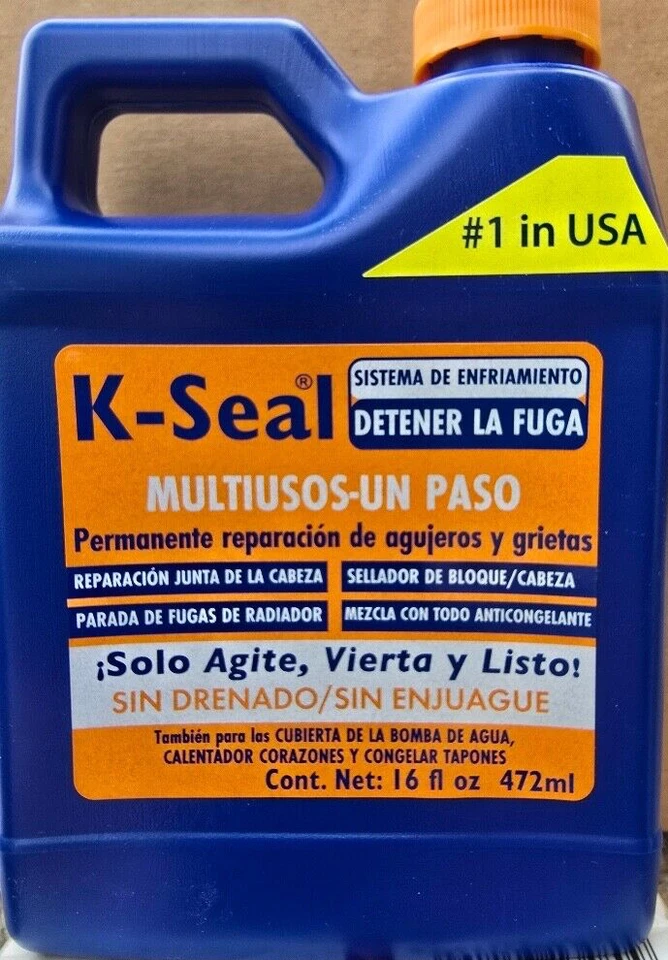 #1 in USA
K-Seal®
SISTEMA DE ENFRIAMIENTO
DETENER LA FUGA
MULTIUSOS-UN PASO
Permanente reparación de agujeros y grietas
REPARACIÓN JUNTA DE LA CABEZA
SELLADOR DE BLOQUE/CABEZA
PARADA DE FUGAS DE RADIADOR
MEZCLA CON TODO ANTICONGELANTE
¡Solo Agite, Vierta y Listo!
SIN DRENADO/SIN ENJUAGUE
También para las CUBIERTA DE LA BOMBA DE AGUA,
CALENTADOR CORAZONES Y CONGELAR TAPONES
Cont. Net: 16 fl oz 472ml